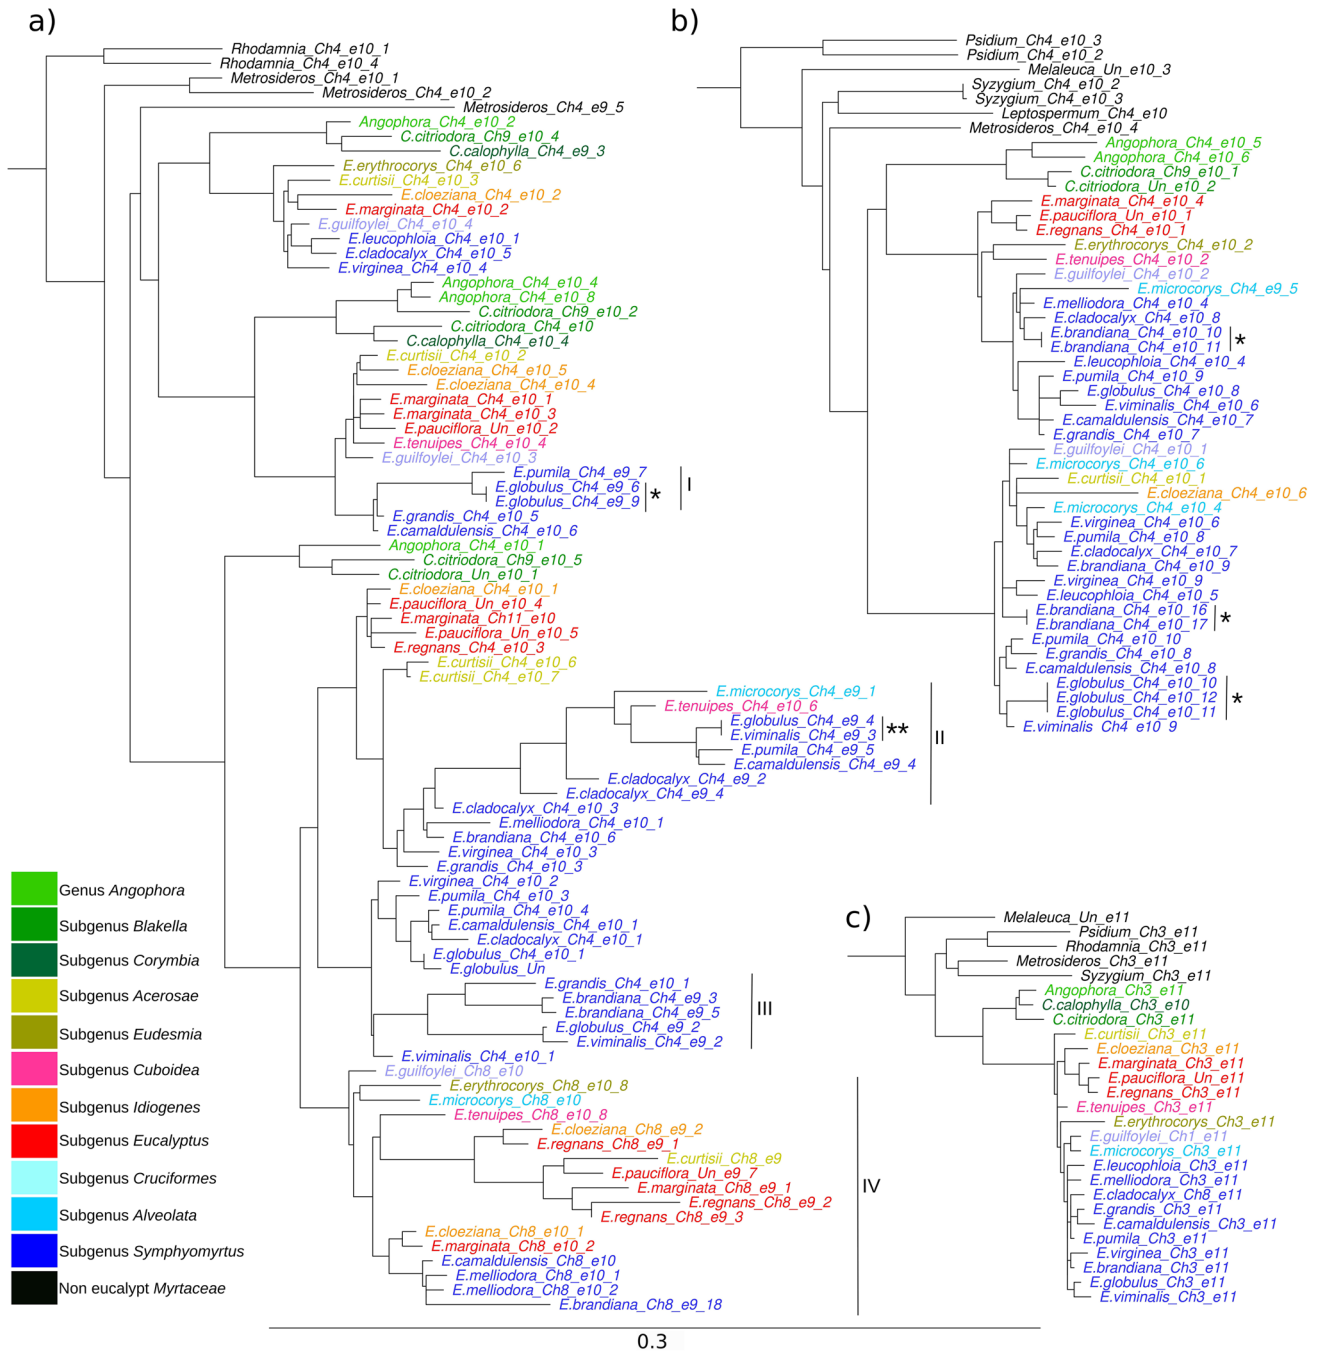 a)
Rhodamnia_Ch4_e10_1
Rhodamnia_Ch4_e10_4
Metrosideros_Ch4_e10_1
Metrosideros_Ch4_e10_2
Metrosideros_Ch4_e9_5
Angophora_Ch4_e10_2
C.citriodora_Ch9_e10_4
C.calophylla_Ch4_e9_3
E.erythrocorys_Ch4_e10_6
E.curtisii_Ch4_e10_3
E.cloeziana_Ch4_e10_2
E.marginata_Ch4_e10_2
E.guilfoylei_Ch4_e10_4
E.leucophloia_Ch4_e10_1
E.cladocalyx_Ch4_e10_5
E.virginea_Ch4_e10_4
Angophora_Ch4_e10_4
Angophora_Ch4_e10_8
C.citriodora_Ch9_e10_2
C.citriodora_Ch4_e10
C.calophylla_Ch4_e10_4
E.curtisii_Ch4_e10_2
E.cloeziana_Ch4_e10_5
E.cloeziana_Ch4_e10_4
E.marginata_Ch4_e10_1
E.marginata_Ch4_e10_3
E.pauciflora_Un_e10_2
E.tenuipes_Ch4_e10_4
E.guilfoylei_Ch4_e10_3
E.pumila_Ch4_e9_7
E.globulus_Ch4_e9_6
E.globulus_Ch4_e9_9
*
I
E.grandis_Ch4_e10_5
E.camaldulensis_Ch4_e10_6
Angophora_Ch4_e10_1
C.citriodora_Ch9_e10_5
C.citriodora_Un_e10_1
E.cloeziana_Ch4_e10_1
E.pauciflora_Un_e10_4
E.marginata_Ch11_e10
E.pauciflora_Un_e10_5
E.regnans_Ch4_e10_3
E.curtisii_Ch4_e10_6
E.curtisii_Ch4_e10_7
E.microcorys_Ch4_e9_1
E.tenuipes_Ch4_e10_6
E.globulus_Ch4_e9_4
E.viminalis_Ch4_e9_3
**
E.pumila_Ch4_e9_5
E.camaldulensis_Ch4_e9_4
E.cladocalyx_Ch4_e9_2
E.cladocalyx_Ch4_e9_4
II
E.cladocalyx_Ch4_e10_3
E.melliodora_Ch4_e10_1
E.brandiana_Ch4_e10_6
E.virginea_Ch4_e10_3
E.grandis_Ch4_e10_3
E.virginea_Ch4_e10_2
E.pumila_Ch4_e10_3
E.pumila_Ch4_e10_4
E.camaldulensis_Ch4_e10_1
E.cladocalyx_Ch4_e10_1
E.globulus_Ch4_e10_1
E.globulus_Un
E.grandis_Ch4_e10_1
E.brandiana_Ch4_e9_3
E.brandiana_Ch4_e9_5
E.globulus_Ch4_e9_2
E.viminalis_Ch4_e9_2
III
E.viminalis_Ch4_e10_1
E.guilfoylei_Ch8_e10
E.erythrocorys_Ch8_e10_8
E.microcorys_Ch8_e10
E.tenuipes_Ch8_e10_8
E.cloeziana_Ch8_e9_2
E.regnans_Ch8_e9_1
E.curtisii_Ch8_e9
E.pauciflora_Un_e9_7
E.marginata_Ch8_e9_1
E.regnans_Ch8_e9_2
E.regnans_Ch8_e9_3
E.cloeziana_Ch8_e10_1
E.marginata_Ch8_e10_2
E.camaldulensis_Ch8_e10
E.melliodora_Ch8_e10_1
E.melliodora_Ch8_e10_2
E.brandiana_Ch8_e9_18
IV
b)
Psidium_Ch4_e10_3
Psidium_Ch4_e10_2
Melaleuca_Un_e10_3
Syzygium_Ch4_e10_2
Syzygium_Ch4_e10_3
Leptospermum_Ch4_e10
Metrosideros_Ch4_e10_4
Angophora_Ch4_e10_5
Angophora_Ch4_e10_6
C.citriodora_Ch9_e10_1
C.citriodora_Un_e10_2
E.marginata_Ch4_e10_4
E.pauciflora_Un_e10_1
E.regnans_Ch4_e10_1
E.erythrocorys_Ch4_e10_2
E.tenuipes_Ch4_e10_2
E.guilfoylei_Ch4_e10_2
E.microcorys_Ch4_e9_5
E.melliodora_Ch4_e10_4
E.cladocalyx_Ch4_e10_8
E.brandiana_Ch4_e10_10
E.brandiana_Ch4_e10_11
*
E.leucophloia_Ch4_e10_4
E.pumila_Ch4_e10_9
E.globulus_Ch4_e10_8
E.viminalis_Ch4_e10_6
E.camaldulensis_Ch4_e10_7
E.grandis_Ch4_e10_7
E.guilfoylei_Ch4_e10_1
E.microcorys_Ch4_e10_6
E.curtisii_Ch4_e10_1
E.cloeziana_Ch4_e10_6
E.microcorys_Ch4_e10_4
E.virginea_Ch4_e10_6
E.pumila_Ch4_e10_8
E.cladocalyx_Ch4_e10_7
E.brandiana_Ch4_e10_9
E.virginea_Ch4_e10_9
E.leucophloia_Ch4_e10_5
E.brandiana_Ch4_e10_16
E.brandiana_Ch4_e10_17
*
E.pumila_Ch4_e10_10
E.grandis_Ch4_e10_8
E.camaldulensis_Ch4_e10_8
E.globulus_Ch4_e10_10
E.globulus_Ch4_e10_12
E.globulus_Ch4_e10_11
*
E.viminalis_Ch4_e10_9
c)
Melaleuca_Un_e11
Psidium_Ch3_e11
Rhodamnia_Ch3_e11
Metrosideros_Ch3_e11
Syzygium_Ch3_e11
Angophora_Ch3_e11
C.calophylla_Ch3_e10
C.citriodora_Ch3_e11
E.curtisii_Ch3_e11
E.cloeziana_Ch3_e11
E.marginata_Ch3_e11
E.pauciflora_Un_e11
E.regnans_Ch3_e11
E.tenuipes_Ch3_e11
E.erythrocorys_Ch3_e11
E.guilfoylei_Ch1_e11
E.microcorys_Ch3_e11
E.leucophloia_Ch3_e11
E.melliodora_Ch3_e11
E.cladocalyx_Ch8_e11
E.grandis_Ch3_e11
E.camaldulensis_Ch3_e11
E.pumila_Ch3_e11
E.virginea_Ch3_e11
E.brandiana_Ch3_e11
E.globulus_Ch3_e11
E.viminalis_Ch3_e11
Genus Angophora
Subgenus Blakella
Subgenus Corymbia
Subgenus Acerosae
Subgenus Eudesmia
Subgenus Cuboidea
Subgenus Idiogenes
Subgenus Eucalyptus
Subgenus Cruciformes
Subgenus Alveolata
Subgenus Symphyomyrtus
Non eucalypt Myrtaceae
0.3